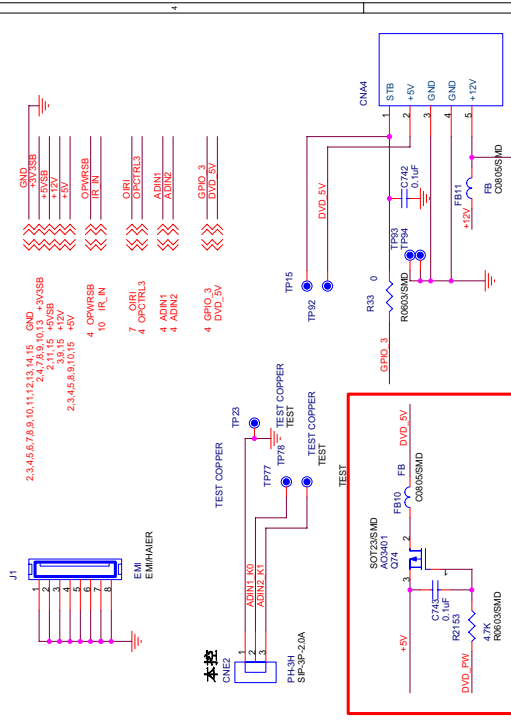 4
GND
+3V3SB
+5VSB
+12V
+5V
OPWRSB
IR_IN
OIRI
OPCTRL3
ADIN1
ADIN2
GPIO_3
DVD_5V
2,3,4,5,6,7,8,9,10,11,12,13,14,15 GND
2,4,7,8,9,10,13 +3V3SB
2,11,15 +5VSB
3,9,15 +12V
2,3,4,5,8,9,10,15 +5V
4 OPWRSB
10 IR_IN
7 OIRI
4 OPCTRL3
4 ADIN1
4 ADIN2
4 GPIO_3
DVD_5V
CNA4
STB
+5V
GND
GND
+12V
1
2
3
4
5
C742
0.1uF
DVD_5V
TP15
TP92
TP93
TP94
FB11
+12V
FB
C0805/SMD
R33
0
R0603/SMD
GPIO_3
J1
1
2
3
4
5
6
7
8
EMI
EMI/HAIER
TEST COPPER
TP23
TEST COPPER
TEST
TP78
TP77
TEST COPPER
TEST
TEST
本控
CNE2
1
2
3
ADIN1_K0
ADIN2_K1
PH-3H
SIP-3P-2.0A
SOT23/SMD
AO3401
Q74
3
2
1
FB10
FB
C0805/SMD
DVD_5V
+5V
C743
0.1uF
R2153
4.7K
R0603/SMD
DVD_PW